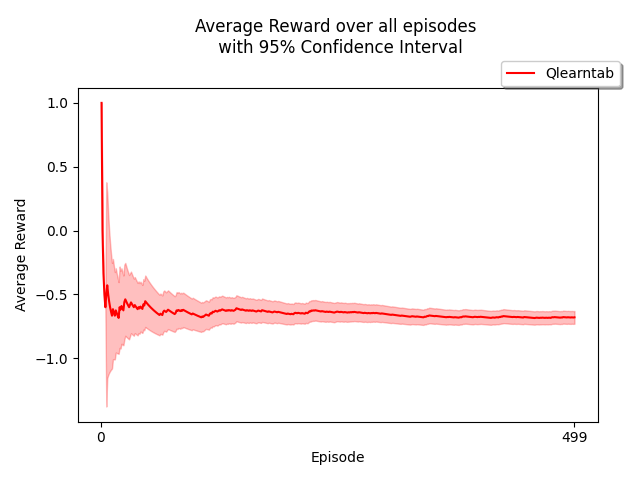 Average Reward over all episodes
with 95% Confidence Interval
Qlearntab
1.0
0.5
0.0
−0.5
−1.0
Average Reward
0
499
Episode